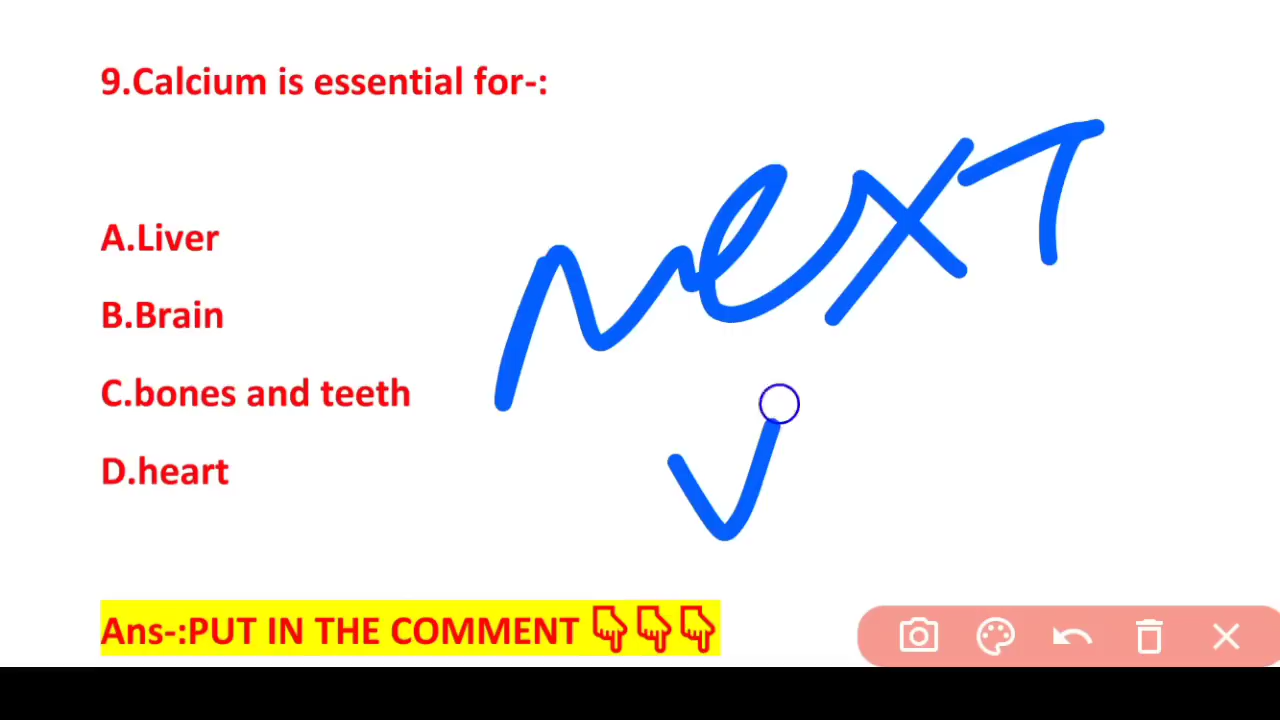 9.Calcium is essential for-:
A.Liver
B.Brain
C.bones and teeth
D.heart
NexT
V
Ans-:PUT IN THE COMMENT 👇👇👇